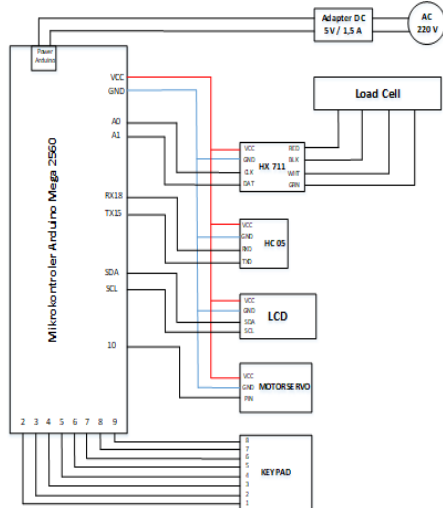 Adapter DC
5V / 1,5 A
AC
220 V
Power
Arduino
Mikrokontroler Arduino Mega 2560
VCC
GND
A0
A1
RX18
TX15
SDA
SCL
10
2 3 4 5 6 7 8 9
Load Cell
VCC
GND
CLK
DAT
HX 711
RED
BLK
WHT
GRN
VCC
GND
RXD
TXD
HC 05
VCC
GND
SDA
SCL
LCD
VCC
GND
PIN
MOTOR SERVO
8
7
6
5
4
3
2
1
KEYPAD